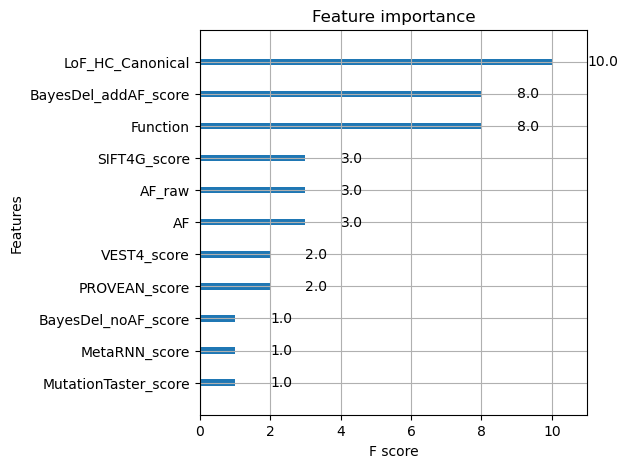 Feature importance
Features
LoF_HC_Canonical 10.0
BayesDel_addAF_score 8.0
Function 8.0
SIFT4G_score 3.0
AF_raw 3.0
AF 3.0
VEST4_score 2.0
PROVEAN_score 2.0
BayesDel_noAF_score 1.0
MetaRNN_score 1.0
MutationTaster_score 1.0
0 2 4 6 8 10
F score